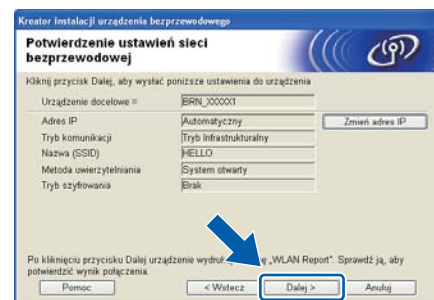 Kreator instalacji urządzenia bezprzewodowego
Potwierdzenie ustawień sieci
bezprzewodowej
Kliknij przycisk Dalej, aby wysłać poniższe ustawienia do urządzenia
Urządzenie docelowe = BRN_XXXXX1
Adres IP Automatyczny Zmień adres IP
Tryb komunikacji Tryb Infrastrukturalny
Nazwa (SSID) HELLO
Metoda uwierzytelniania System otwarty
Tryb szyfrowania Brak
Po kliknięciu przycisku Dalej urządzenie wydruk „WLAN Report”. Sprawdź ją, aby
potwierdzić wynik połączenia.
Pomoc < Wstecz Dalej > Anuluj